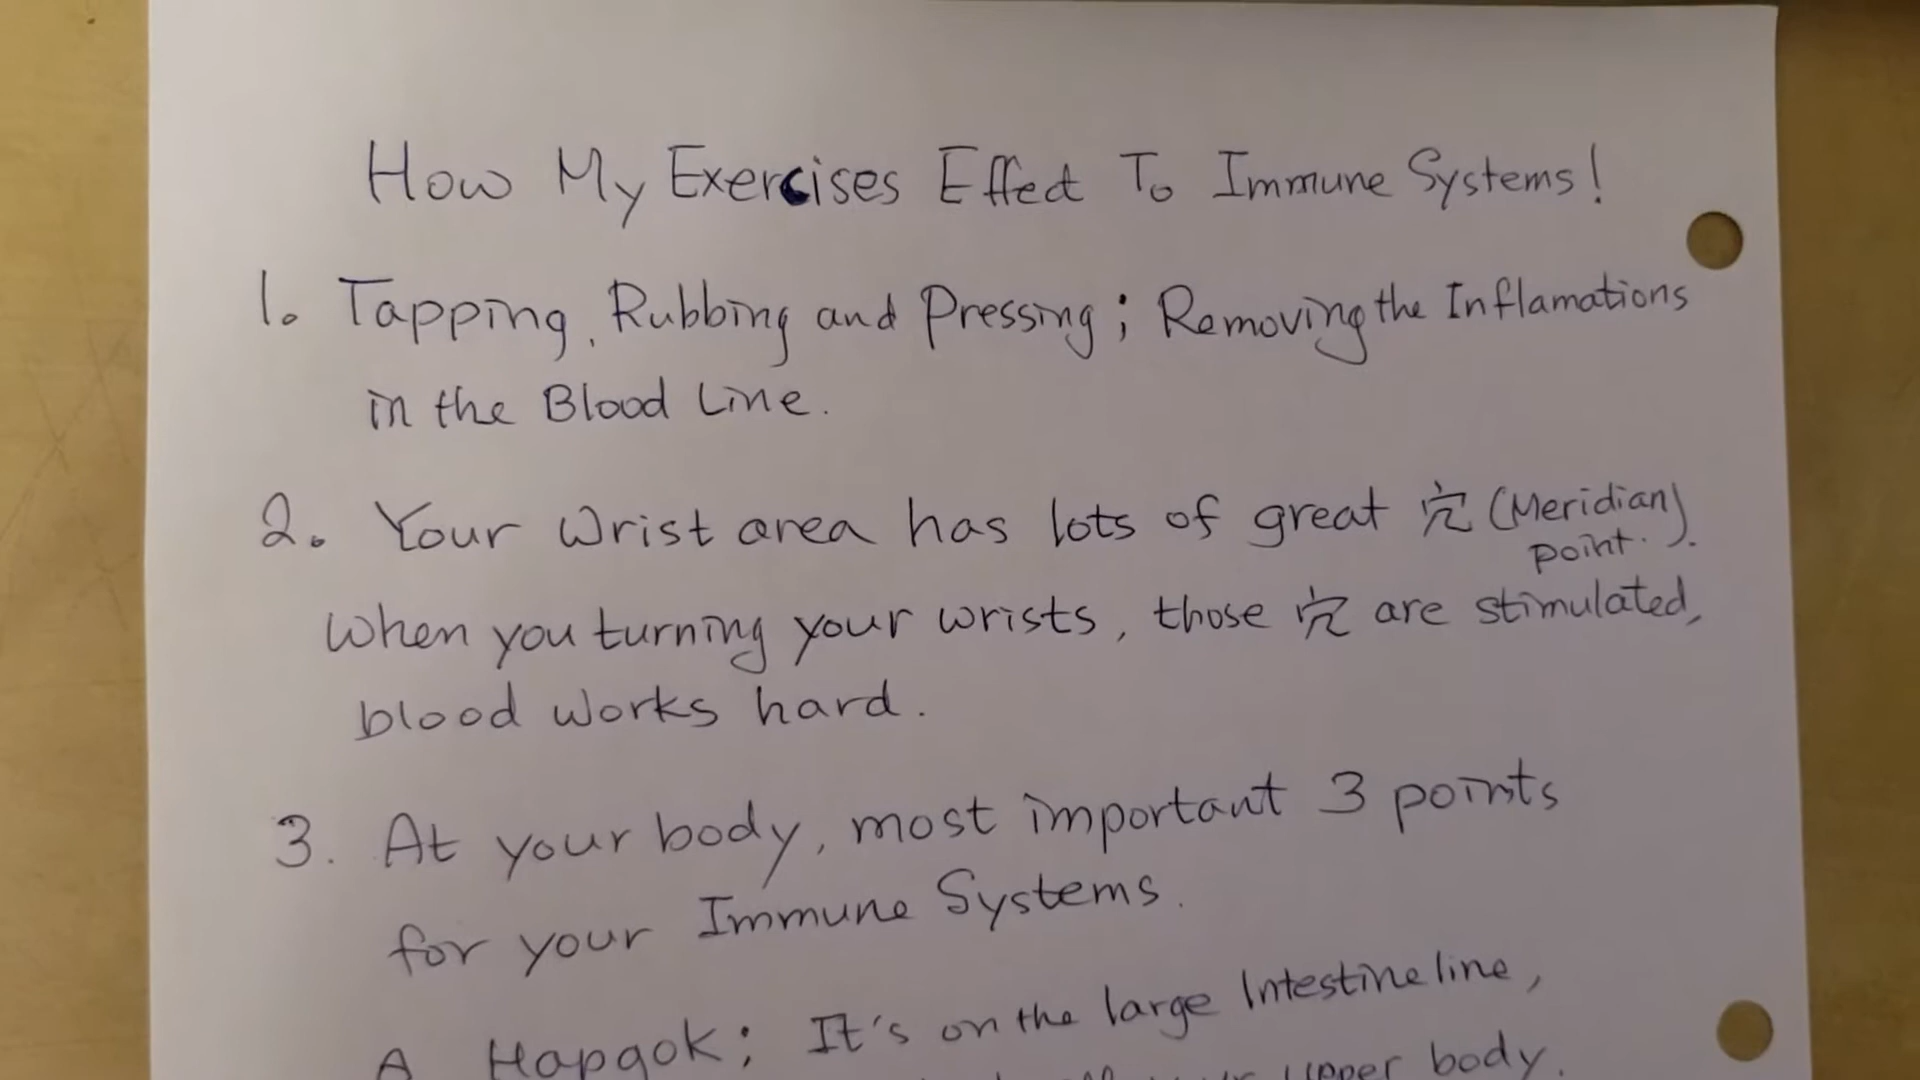 How My Exercises Effect To Immune Systems!
1. Tapping, Rubbing and Pressing; Removing the Inflamations
in the Blood Line.
2. Your Wrist area has lots of great 穴 (Meridian
point.).
When you turning your wrists, those 穴 are stimulated,
blood works hard.
3. At your body, most important 3 points
for your Immune Systems.
A Hapgok; It's on the large Intestine line,
upper body.